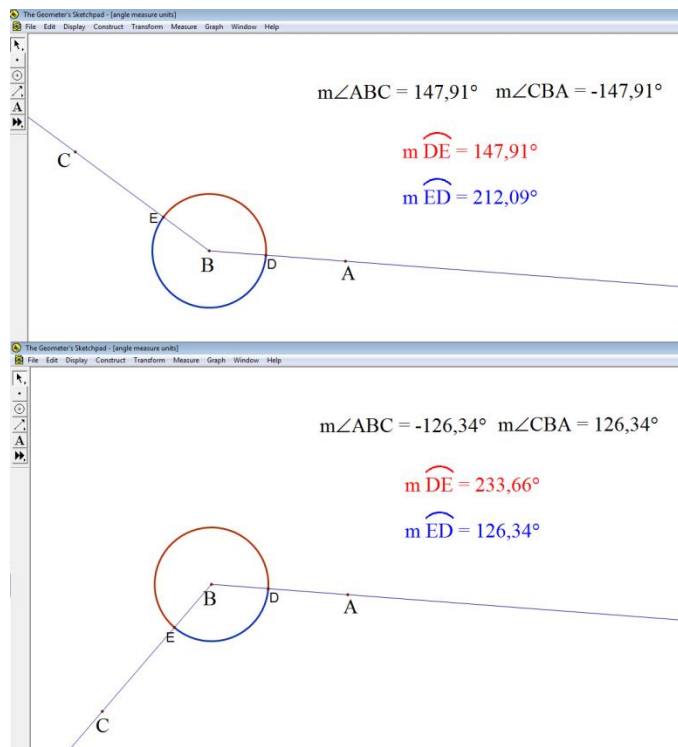 The Geometer's Sketchpad - [angle measure units]
File Edit Display Construct Transform Measure Graph Window Help
A
m∠ABC = 147,91° m∠CBA = -147,91°
m DE = 147,91°
m ED = 212,09°
C
E
B
D
A
The Geometer's Sketchpad - [angle measure units]
File Edit Display Construct Transform Measure Graph Window Help
A
m∠ABC = -126,34° m∠CBA = 126,34°
m DE = 233,66°
m ED = 126,34°
B
D
A
E
C